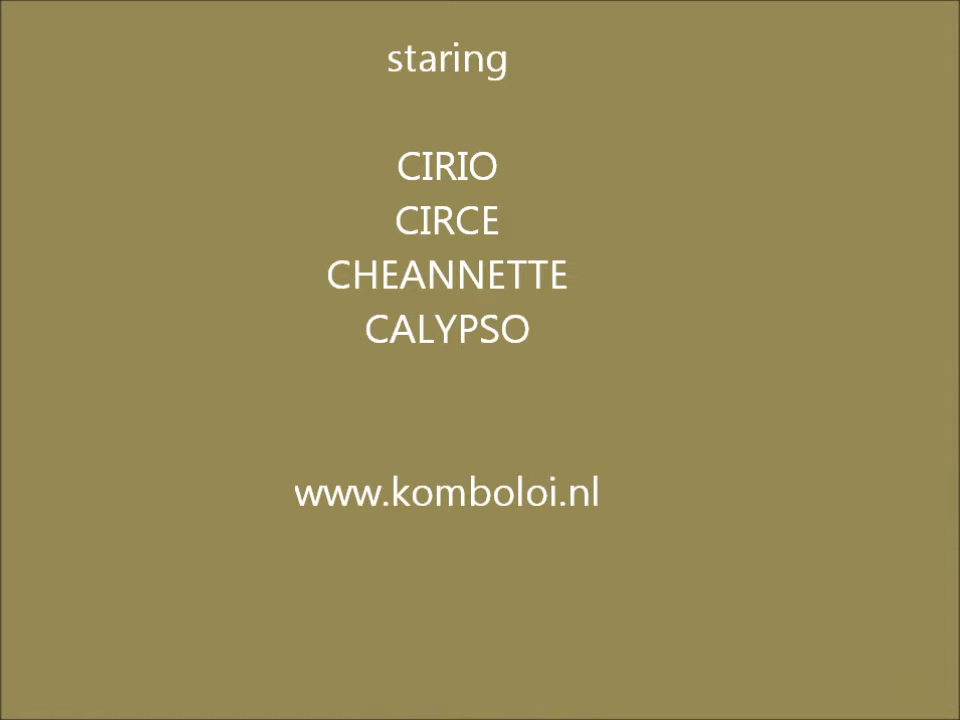 staring
CIRIO
CIRCE
CHEANNETTE
CALYPSO
www.komboloi.nl